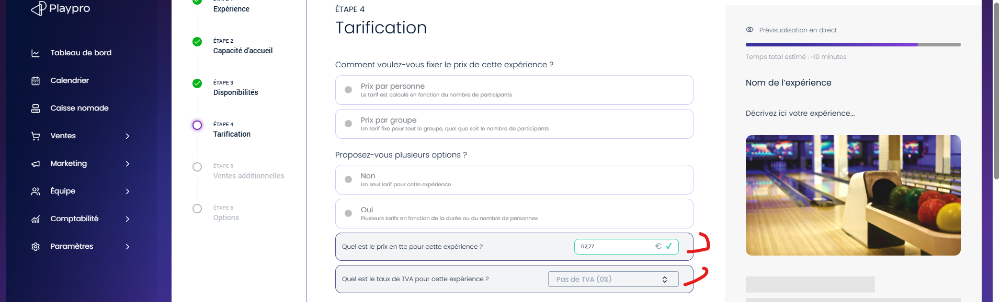 Playpro
Tableau de bord
Calendrier
Caisse nomade
Ventes
Marketing
Équipe
Comptabilité
Paramètres
Expérience
ÉTAPE 2
Capacité d'accueil
ÉTAPE 3
Disponibilités
ÉTAPE 4
Tarification
ÉTAPE 5
Ventes additionnelles
ÉTAPE 6
Options
ÉTAPE 4
Tarification
Comment voulez-vous fixer le prix de cette expérience ?
Prix par personne
Le tarif est calculé en fonction du nombre de participants
Prix par groupe
Un tarif fixe pour tout le groupe, quel que soit le nombre de participants
Proposez-vous plusieurs options ?
Non
Un seul tarif pour cette expérience
Oui
Plusieurs tarifs en fonction de la durée ou du nombre de personnes
Quel est le prix en ttc pour cette expérience ? 52,77 €
Quel est le taux de TVA pour cette expérience ? Pas de TVA (0%)
Prévisualisation en direct
Temps total estimé : ~10 minutes
Nom de l'expérience
Décrivez ici votre expérience...